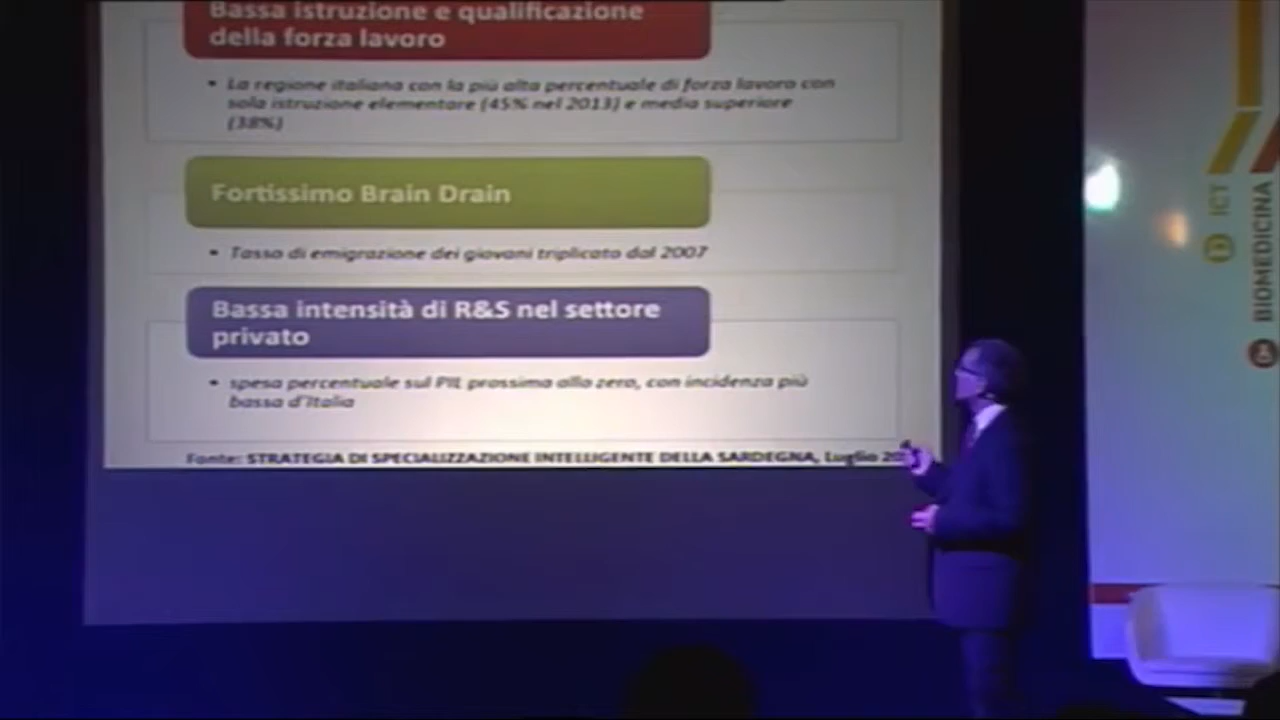 Bassa istruzione e qualificazione
della forza lavoro
• La regione italiana con la più alta percentuale di forza lavoro con
sola istruzione elementare (45% nel 2013) e media superiore
(38%)
Fortissimo Brain Drain
• Tasso di emigrazione dei giovani triplicato dal 2007
Bassa intensità di R&S nel settore
privato
• spesa percentuale sul PIL prossima allo zero, con incidenza più
bassa d'Italia
Fonte: STRATEGIA DI SPECIALIZZAZIONE INTELLIGENTE DELLA SARDEGNA, Luglio 20
ICT
BIOMEDICINA